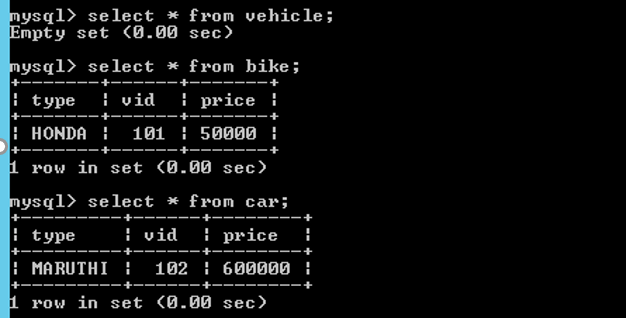 mysql> select * from vehicle;
Empty set (0.00 sec)
mysql> select * from bike;
+-------+------+-------+
| type  | vid  | price |
+-------+------+-------+
| HONDA |  101 | 50000 |
+-------+------+-------+
1 row in set (0.00 sec)
mysql> select * from car;
+---------+------+--------+
| type    | vid  | price  |
+---------+------+--------+
| MARUTHI |  102 | 600000 |
+---------+------+--------+
1 row in set (0.00 sec)